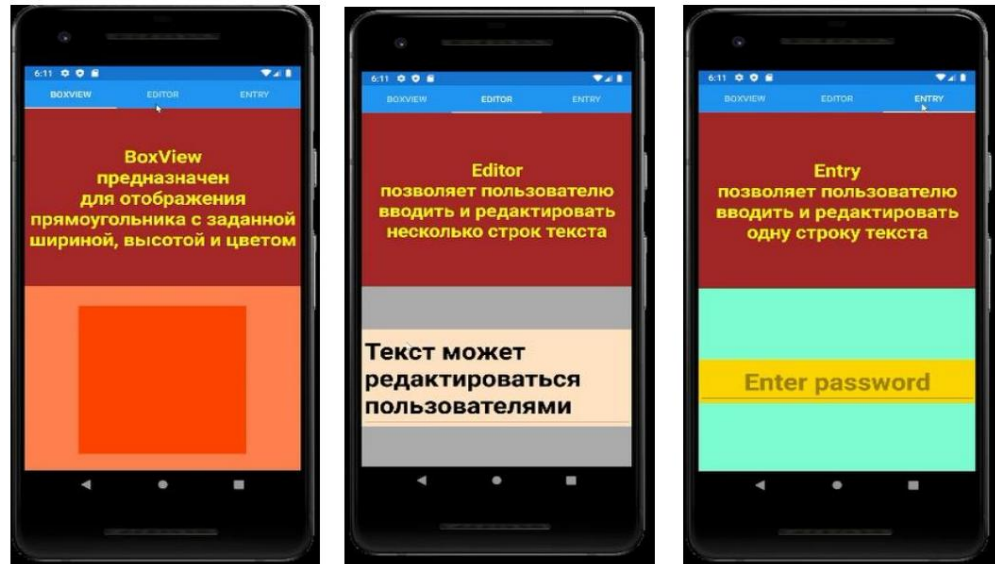 6:11
BOXVIEW EDITOR ENTRY
BoxView
предназначен
для отображения
прямоугольника с заданной
шириной, высотой и цветом
6:11
BOXVIEW EDITOR ENTRY
Editor
позволяет пользователю
вводить и редактировать
несколько строк текста
Текст может
редактироваться
пользователями
6:11
BOXVIEW EDITOR ENTRY
Entry
позволяет пользователю
вводить и редактировать
одну строку текста
Enter password